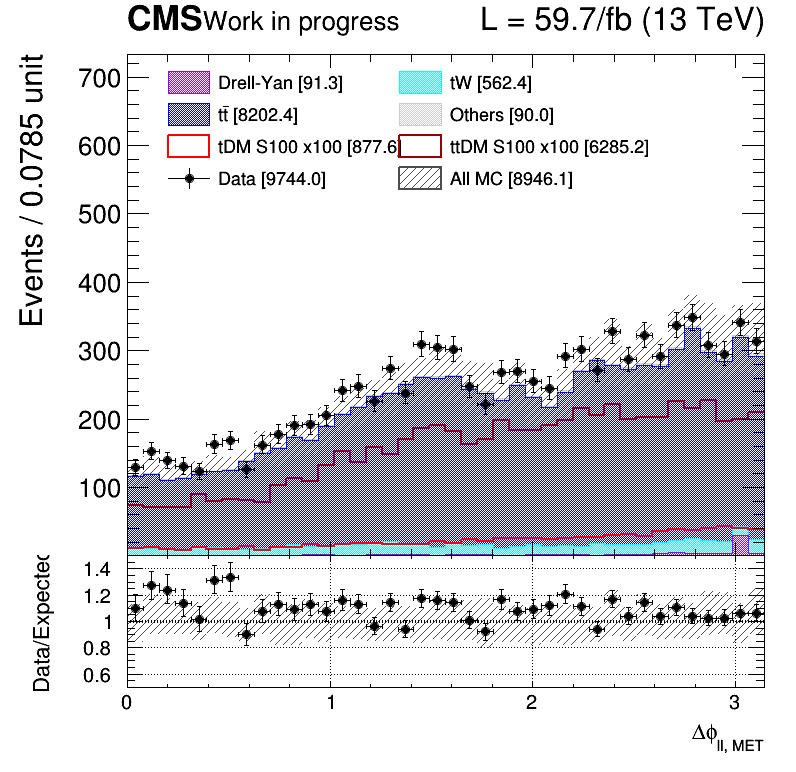 CMS Work in progress L = 59.7/fb (13 TeV)
Events / 0.0785 unit
700
600
500
400
300
200
100
Drell-Yan [91.3] tW [562.4]
tt̄ [8202.4] Others [90.0]
tDM S100 x100 [877.6] ttDM S100 x100 [6285.2]
Data [9744.0] All MC [8946.1]
Data/Expected
1.4
1.2
1
0.8
0.6
0 1 2 3
Δϕll, MET